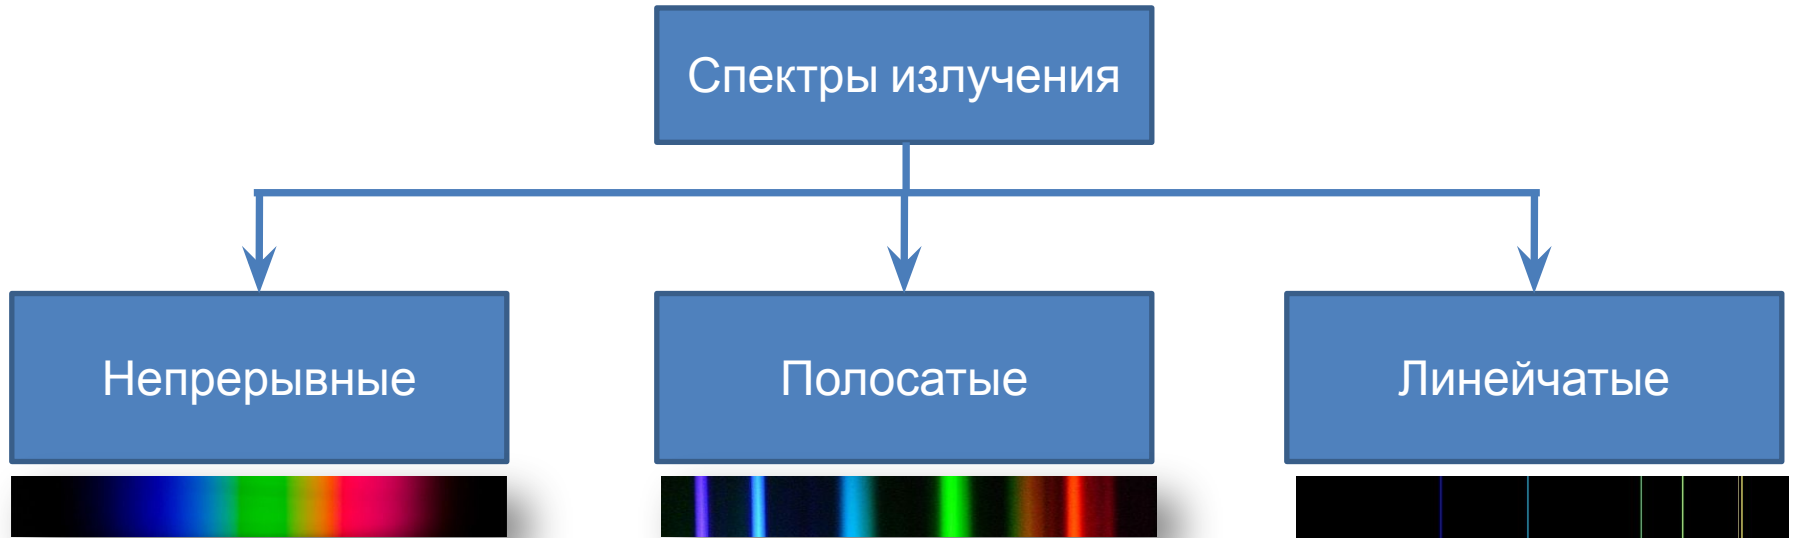 Спектры излучения
Непрерывные
Полосатые
Линейчатые